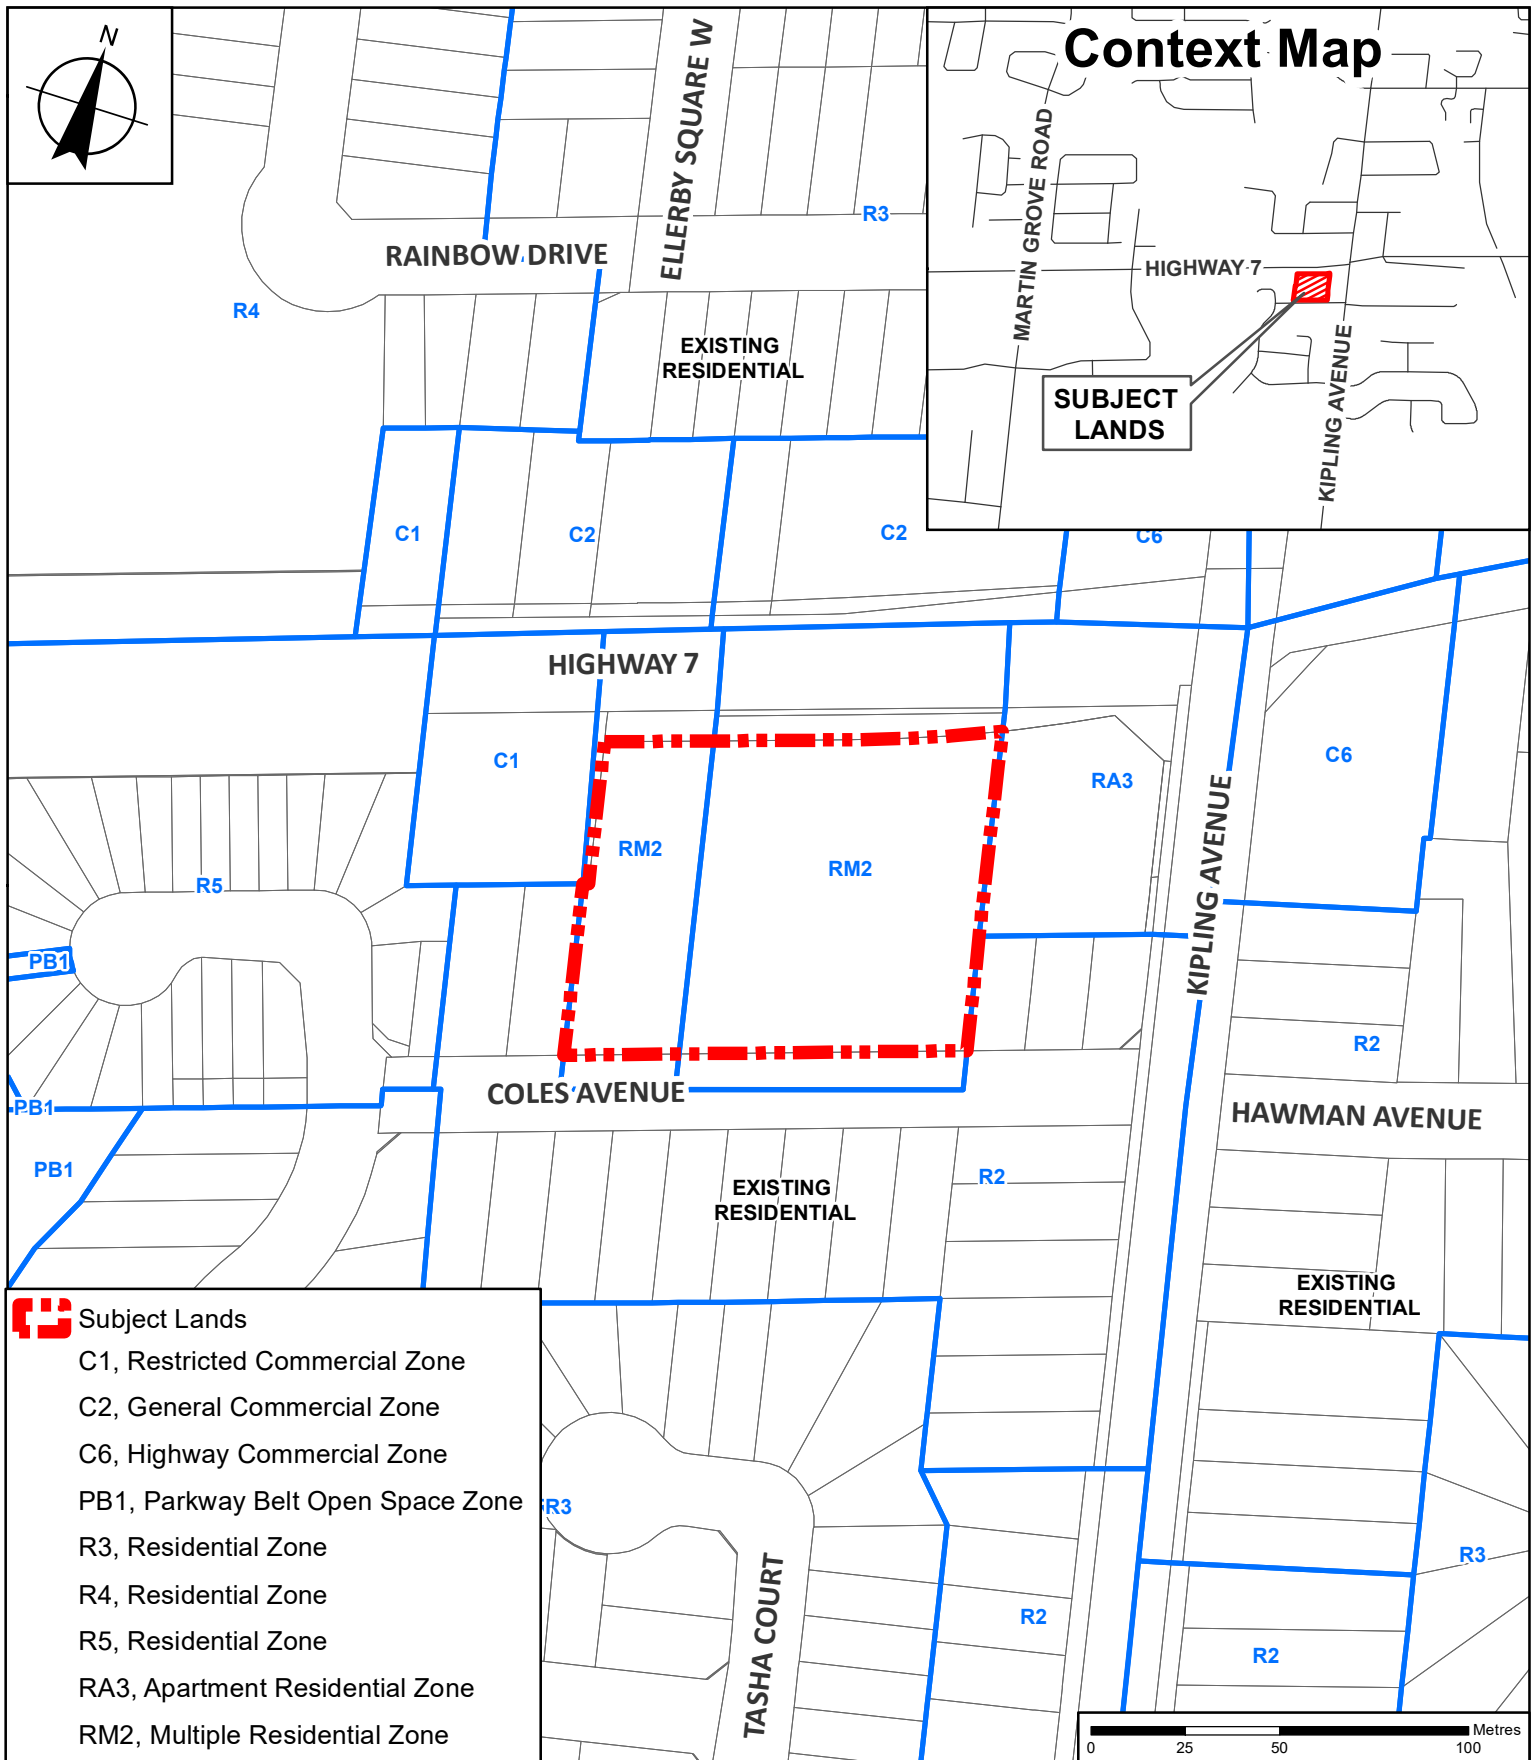 N
Context Map
MARTIN GROVE ROAD
HIGHWAY 7
KIPLING AVENUE
SUBJECT
LANDS
ELLERBY SQUARE W
R3
RAINBOW DRIVE
R4
EXISTING
RESIDENTIAL
C1
C2
C2
C6
HIGHWAY 7
C1
RM2
RM2
RA3
KIPLING AVENUE
C6
R5
PB1
R2
COLES AVENUE
PB1
HAWMAN AVENUE
PB1
EXISTING
RESIDENTIAL
R2
EXISTING
RESIDENTIAL
R3
TASHA COURT
R2
R3
R2
Subject Lands
C1, Restricted Commercial Zone
C2, General Commercial Zone
C6, Highway Commercial Zone
PB1, Parkway Belt Open Space Zone
R3, Residential Zone
R4, Residential Zone
R5, Residential Zone
RA3, Apartment Residential Zone
RM2, Multiple Residential Zone
Metres
0 25 50 100